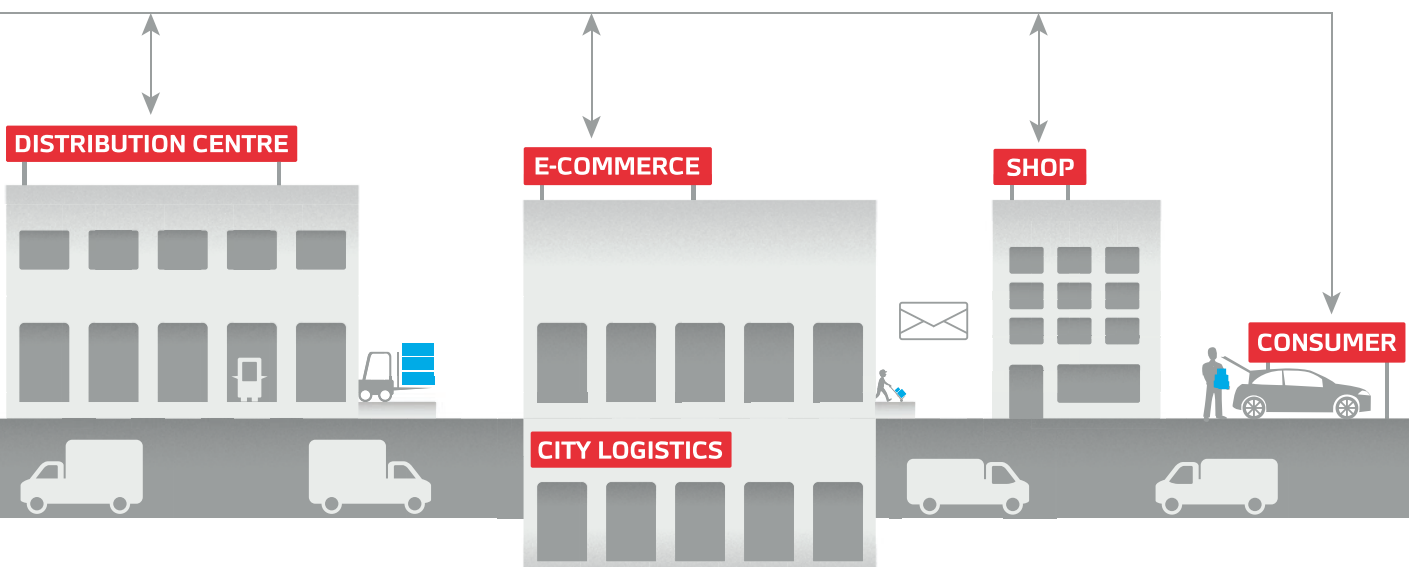 DISTRIBUTION CENTRE
E-COMMERCE
SHOP
CONSUMER
CITY LOGISTICS